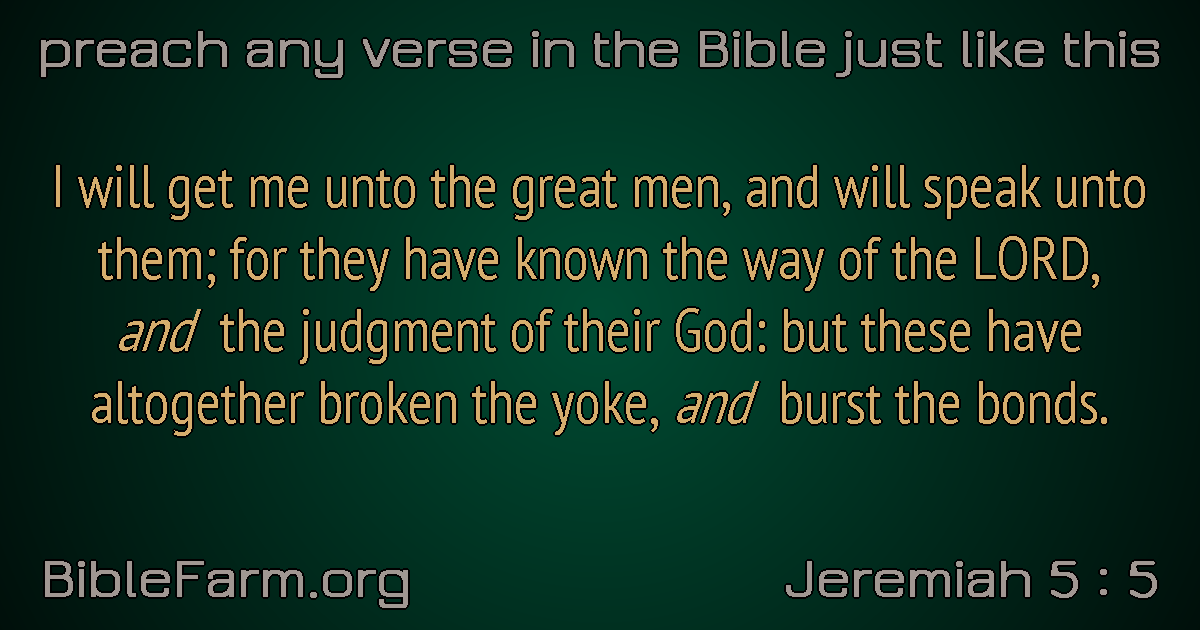 preach any verse in the Bible just like this
I will get me unto the great men, and will speak unto
them; for they have known the way of the LORD,
and the judgment of their God: but these have
altogether broken the yoke, and burst the bonds.
BibleFarm.org
Jeremiah 5 : 5